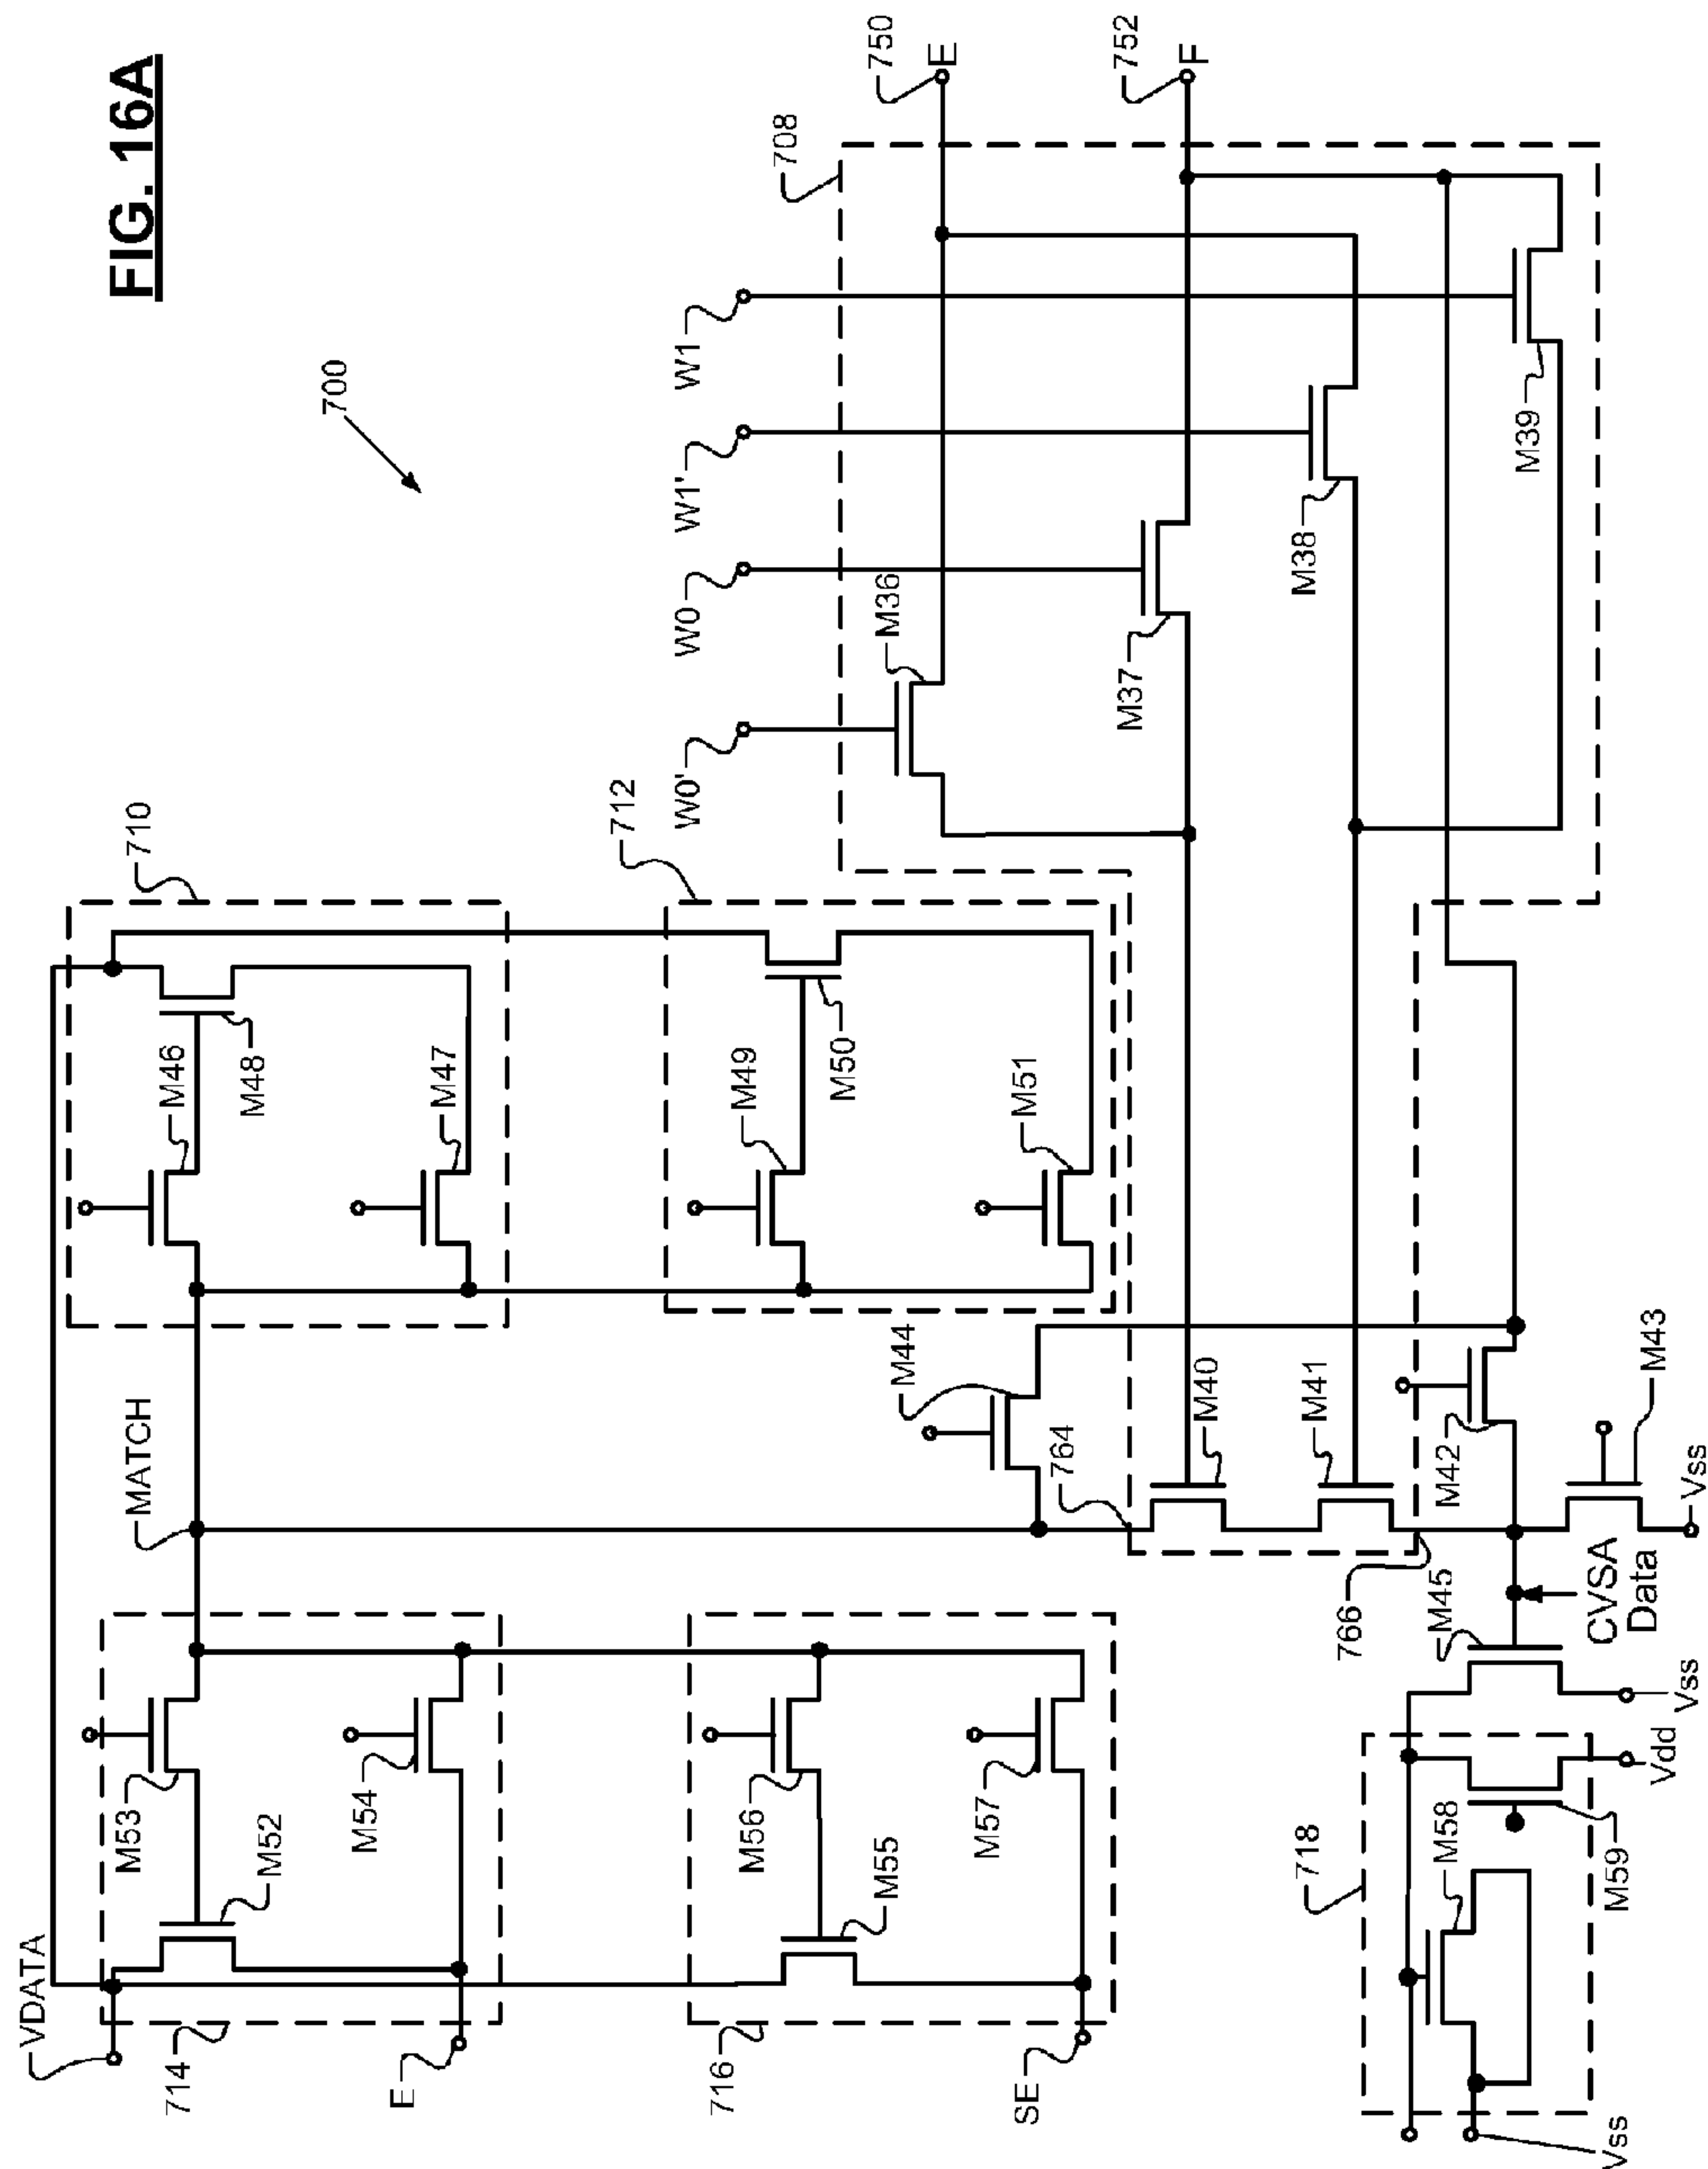 FIG. 16A
700
VDATA
714
E
716
SE
M53
M52
M54
M56
M55
M57
MATCH
710
M46
M48
M47
712
M49
M50
M51
W0'
W0
W1'
W1
708
750
E
752
F
M36
M37
M38
M39
M44
764
M40
M41
766
M42
M43
Vss
CVSA
Data
M45
Vss
Vdd
718
M58
M59
Vss